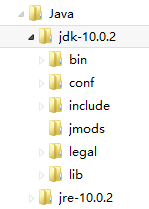 Java
jdk-10.0.2
bin
conf
include
jmods
legal
lib
jre-10.0.2